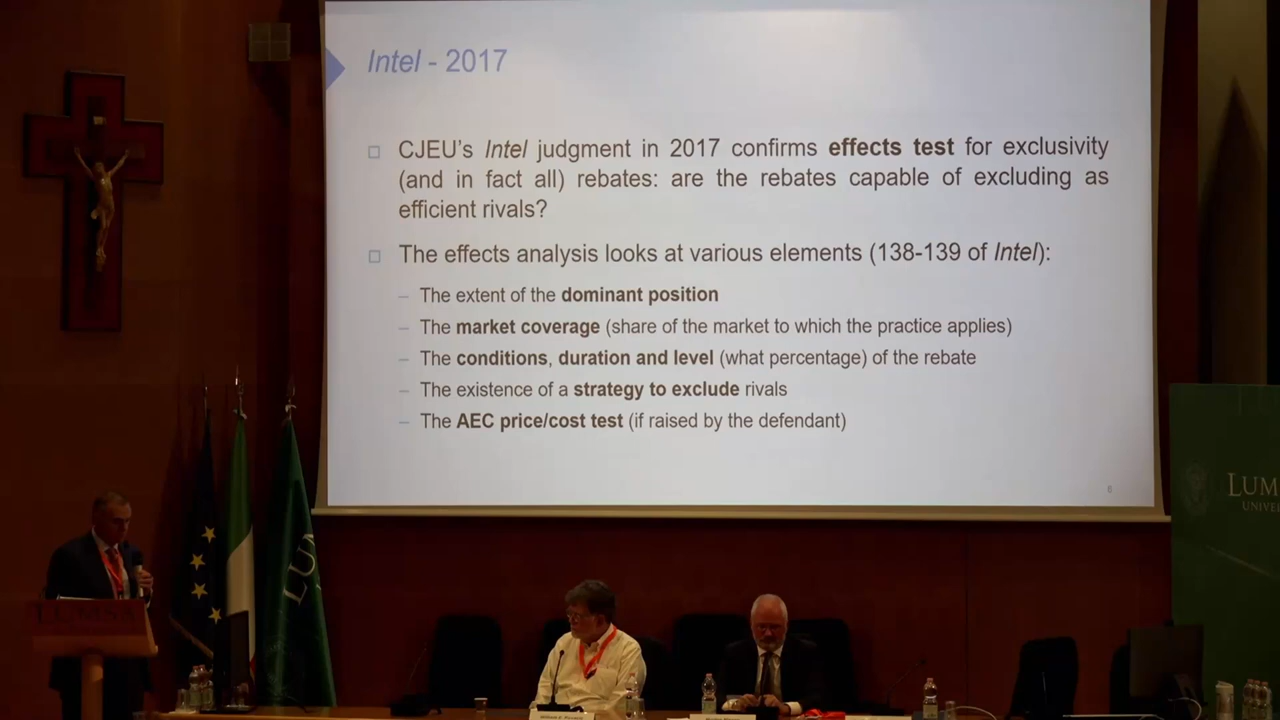 Intel - 2017
CJEU's Intel judgment in 2017 confirms effects test for exclusivity
(and in fact all) rebates: are the rebates capable of excluding as
efficient rivals?
The effects analysis looks at various elements (138-139 of Intel):
– The extent of the dominant position
– The market coverage (share of the market to which the practice applies)
– The conditions, duration and level (what percentage) of the rebate
– The existence of a strategy to exclude rivals
– The AEC price/cost test (if raised by the defendant)
6
LUM
UNIVE
LU
LUMSA